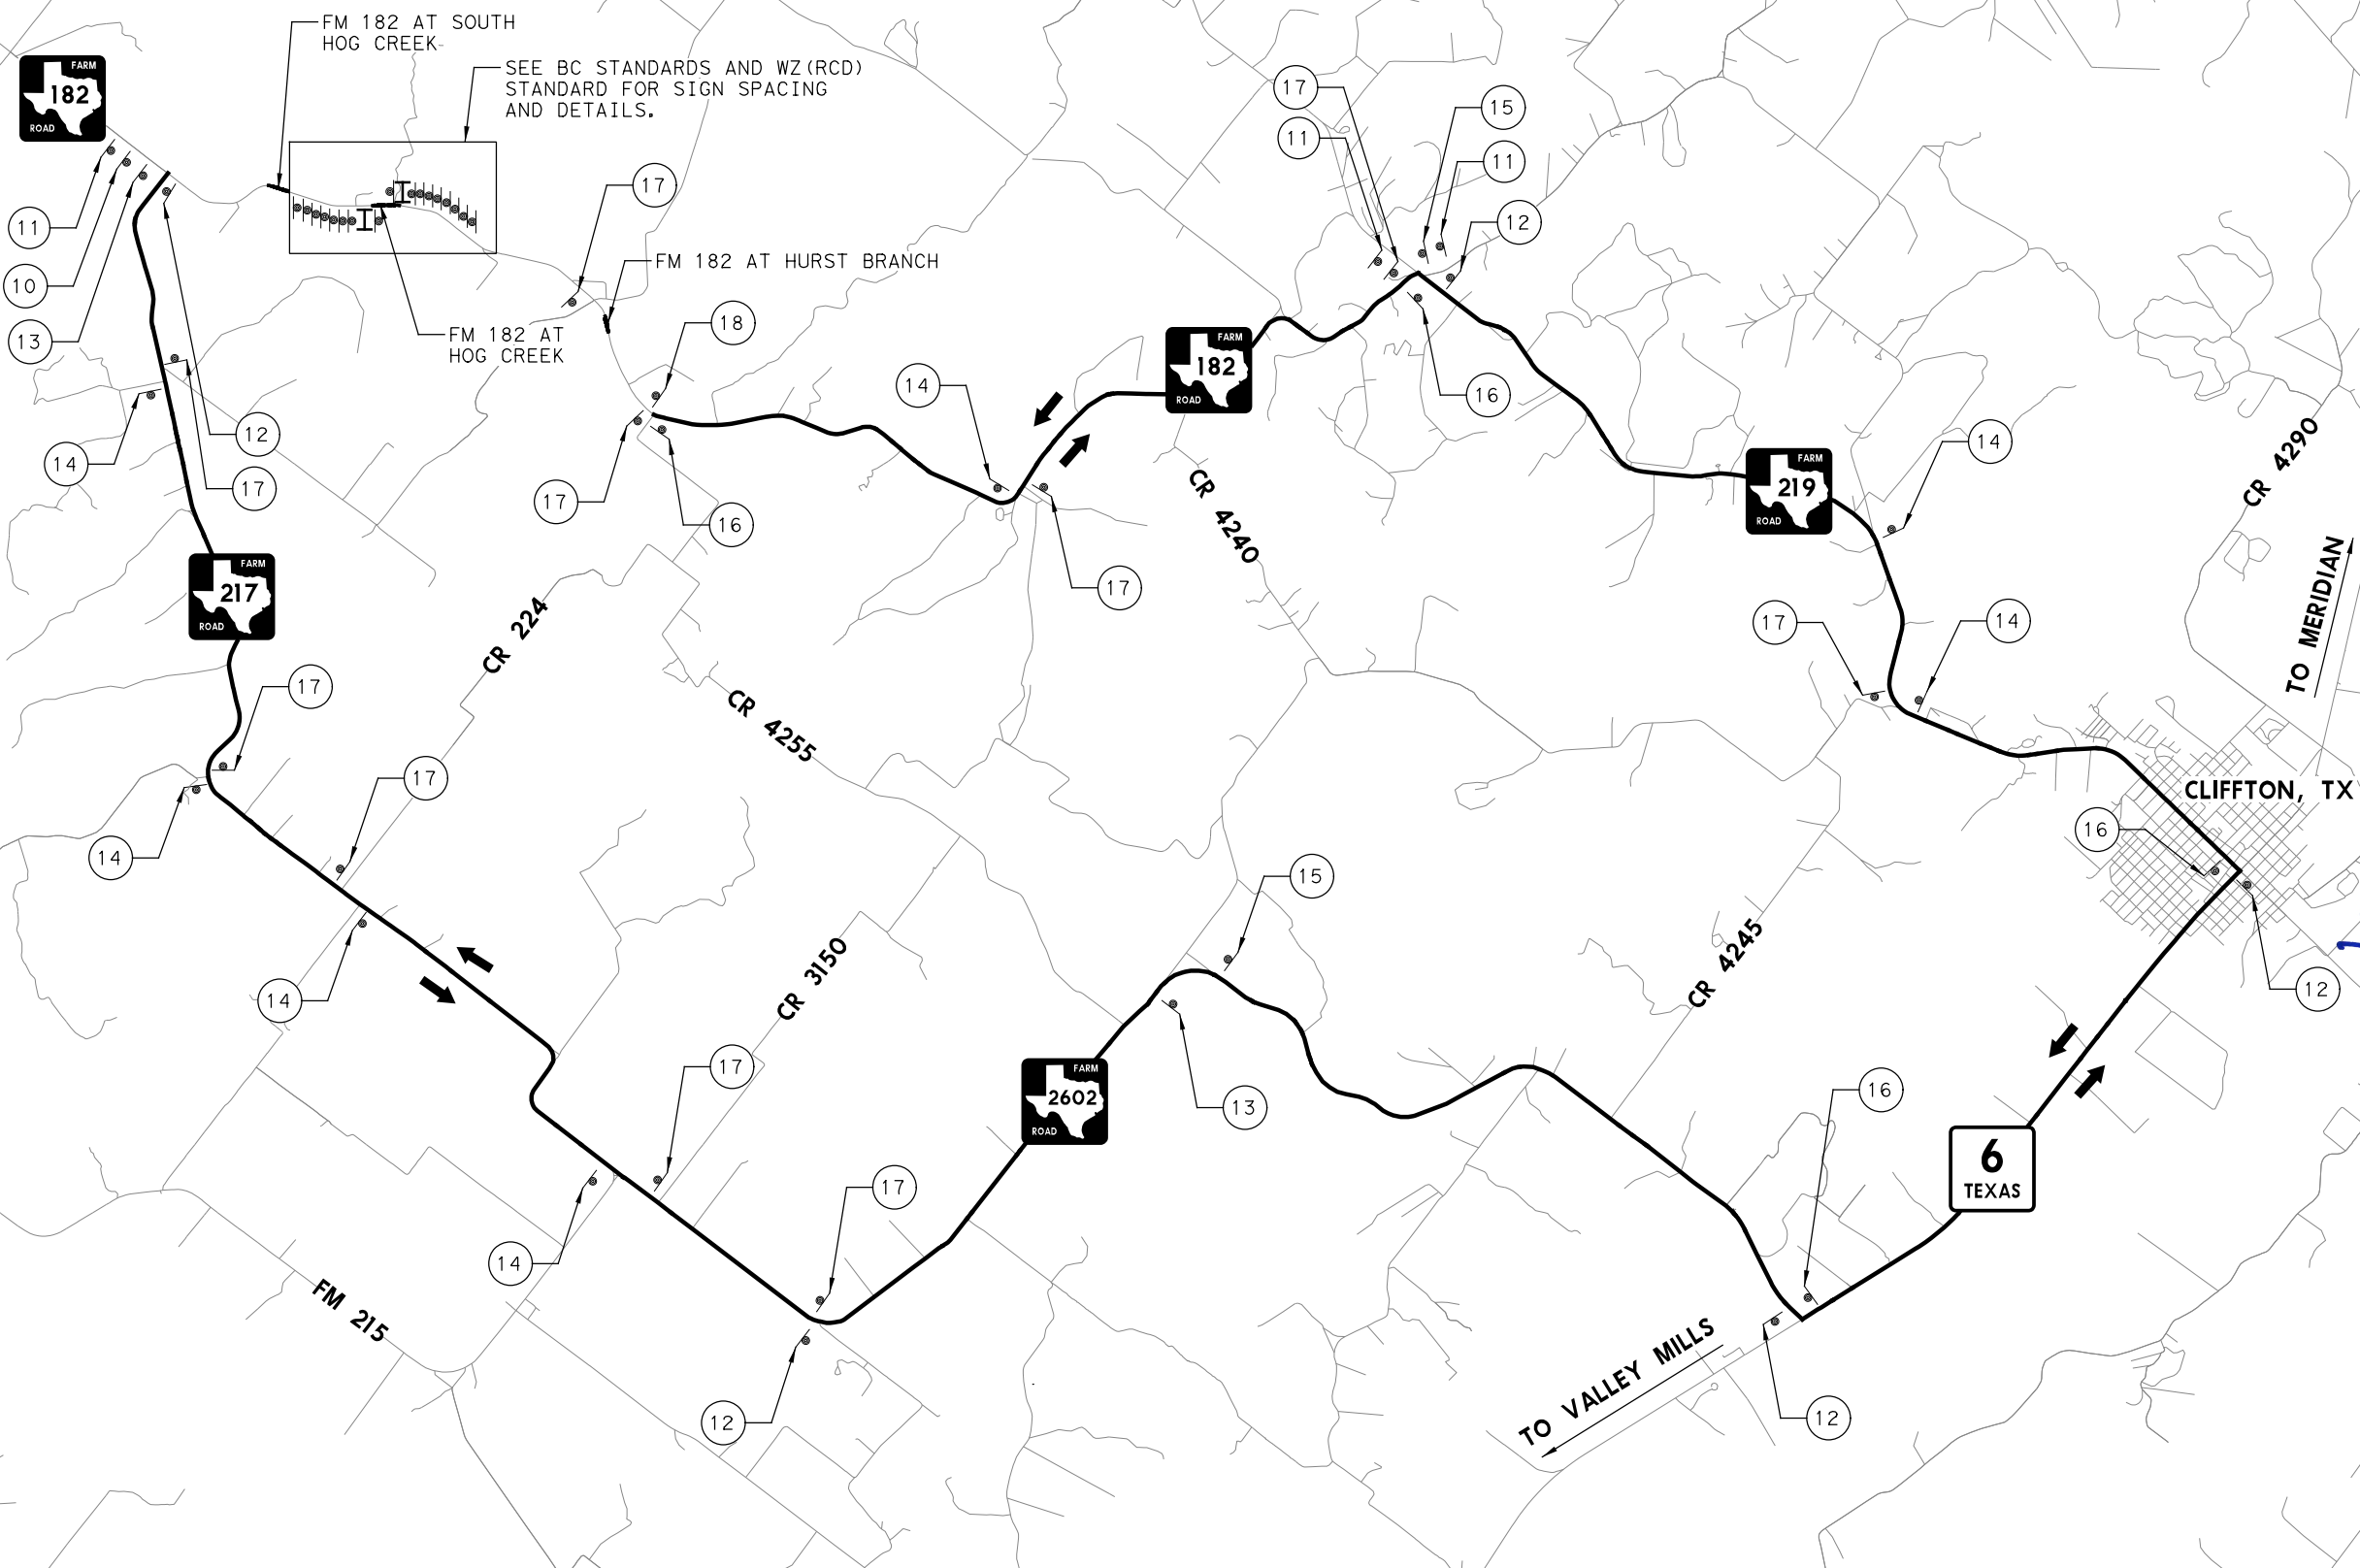 FM 182 AT SOUTH
HOG CREEK
SEE BC STANDARDS AND WZ(RCD)
STANDARD FOR SIGN SPACING
AND DETAILS.
FARM
182
ROAD
17
15
11
11
17
11
12
10
FM 182 AT HURST BRANCH
13
FM 182 AT
HOG CREEK
18
14
FARM
182
ROAD
16
12
14
17
17
16
14
FARM
219
ROAD
CR 4290
CR 4240
17
TO MERIDIAN
FARM
217
ROAD
CR 224
17
14
17
CR 4255
17
CLIFFTON, TX
16
14
15
CR 3150
CR 4245
14
12
17
FARM
2602
ROAD
13
16
6
TEXAS
17
14
FM 215
TO VALLEY MILLS
12
12